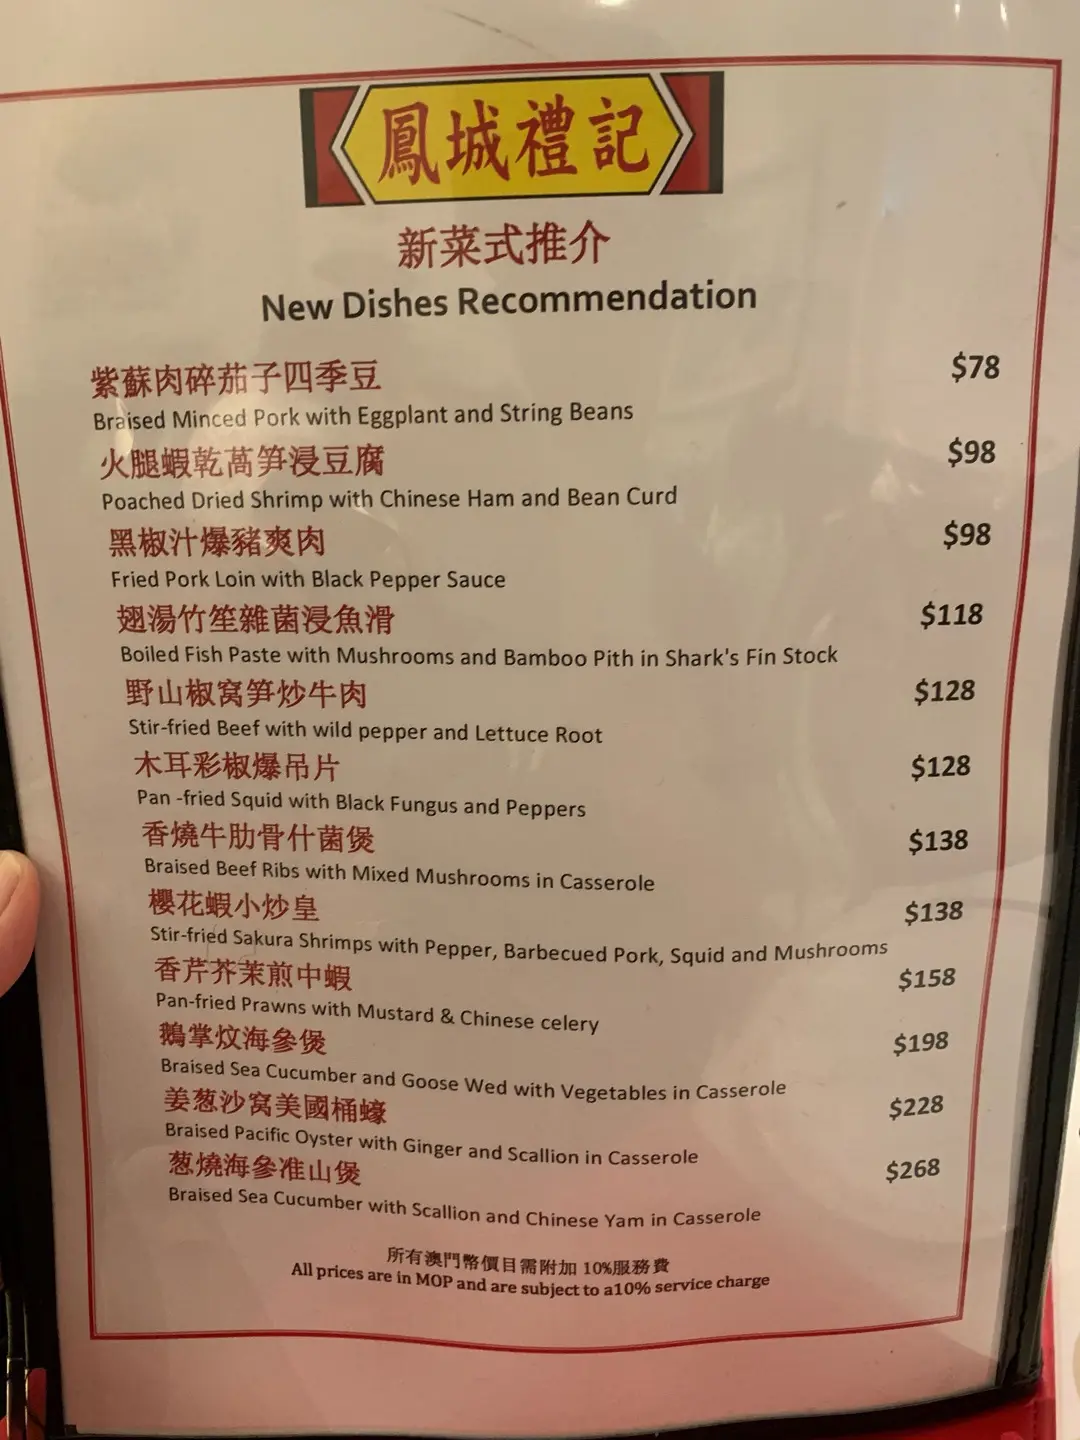 鳳城禮記
新菜式推介
New Dishes Recommendation
紫蘇肉碎茄子四季豆 $78
Braised Minced Pork with Eggplant and String Beans
火腿蝦乾萵笋浸豆腐 $98
Poached Dried Shrimp with Chinese Ham and Bean Curd
黑椒汁爆豬爽肉 $98
Fried Pork Loin with Black Pepper Sauce
翅湯竹笙雜菌浸魚滑 $118
Boiled Fish Paste with Mushrooms and Bamboo Pith in Shark's Fin Stock
野山椒窝笋炒牛肉 $128
Stir-fried Beef with wild pepper and Lettuce Root
木耳彩椒爆吊片 $128
Pan -fried Squid with Black Fungus and Peppers
香燒牛肋骨什菌煲 $138
Braised Beef Ribs with Mixed Mushrooms in Casserole
櫻花蝦小炒皇 $138
Stir-fried Sakura Shrimps with Pepper, Barbecued Pork, Squid and Mushrooms
香芹芥茉煎中蝦 $158
Pan-fried Prawns with Mustard & Chinese celery
鵝掌炆海參煲 $198
Braised Sea Cucumber and Goose Wed with Vegetables in Casserole
姜葱沙窝美國桶蠔 $228
Braised Pacific Oyster with Ginger and Scallion in Casserole
葱燒海參准山煲 $268
Braised Sea Cucumber with Scallion and Chinese Yam in Casserole
所有澳門幣價目需附加 10%服務費
All prices are in MOP and are subject to a10% service charge